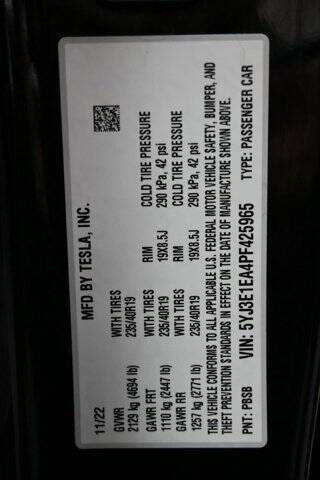 MFD BY TESLA, INC.
11/22
GVWR WITH TIRES RIM COLD TIRE PRESSURE
2129 kg (4694 lb) 235/40R19 19X8.5J 290 kPa, 42 psi
GAWR FRT
1110 kg (2447 lb)
GAWR RR WITH TIRES RIM COLD TIRE PRESSURE
1257 kg (2771 lb) 235/40R19 19X8.5J 290 kPa, 42 psi
THIS VEHICLE CONFORMS TO ALL APPLICABLE U.S. FEDERAL MOTOR VEHICLE SAFETY, BUMPER, AND
THEFT PREVENTION STANDARDS IN EFFECT ON THE DATE OF MANUFACTURE SHOWN ABOVE.
VIN: 5YJ3E1EA4PF425965
PNT: PBSB TYPE: PASSENGER CAR